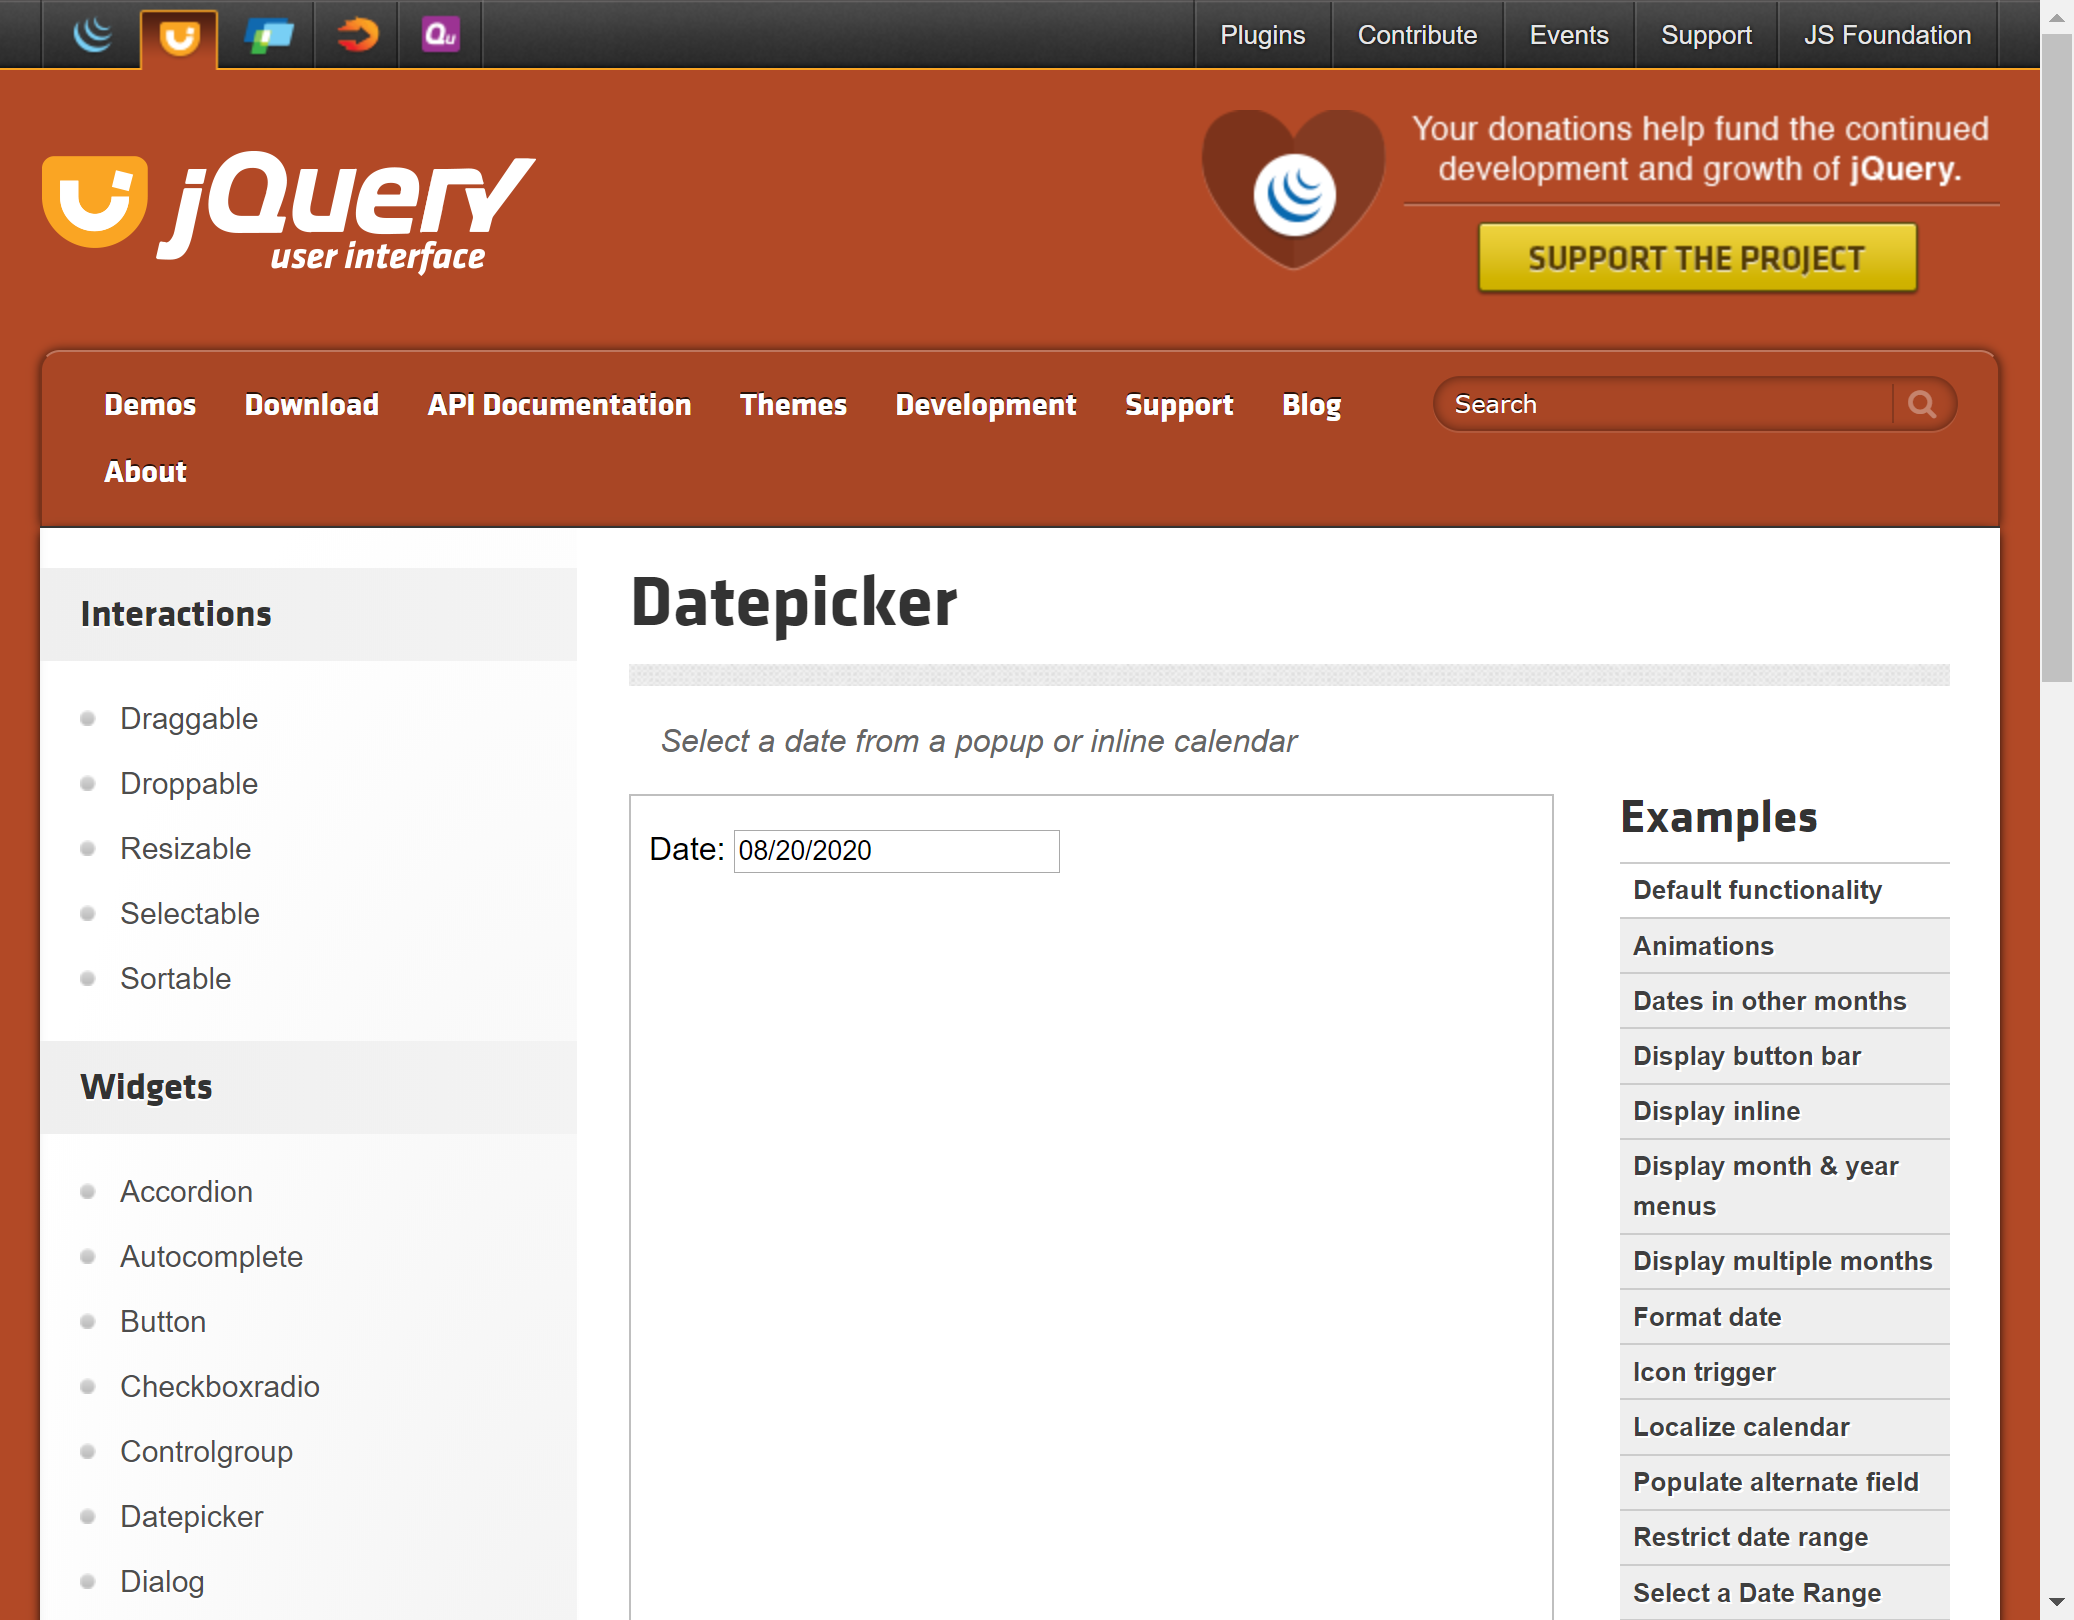 Qu
Plugins
Contribute
Events
Support
JS Foundation
jQuery
user interface
Your donations help fund the continued
development and growth of jQuery.
SUPPORT THE PROJECT
Demos
Download
API Documentation
Themes
Development
Support
Blog
Search
About
Interactions
Draggable
Droppable
Resizable
Selectable
Sortable
Widgets
Accordion
Autocomplete
Button
Checkboxradio
Controlgroup
Datepicker
Dialog
Datepicker
Select a date from a popup or inline calendar
Date: 08/20/2020
Examples
Default functionality
Animations
Dates in other months
Display button bar
Display inline
Display month & year
menus
Display multiple months
Format date
Icon trigger
Localize calendar
Populate alternate field
Restrict date range
Select a Date Range